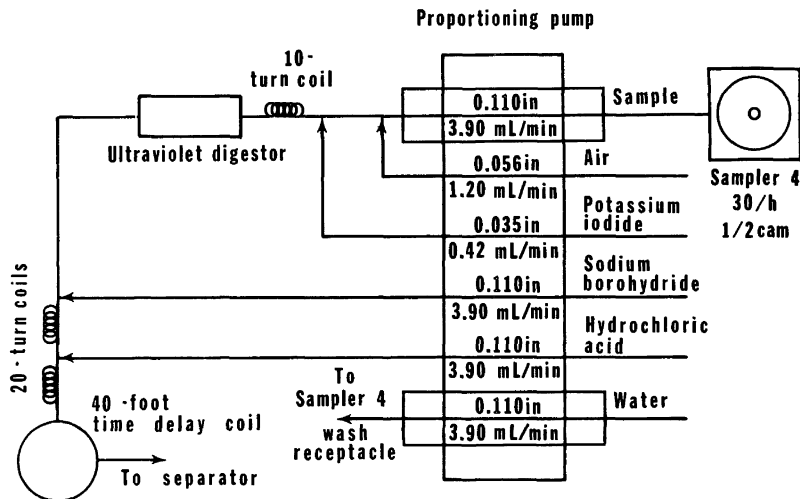 Proportioning pump
10-
turn coil
0.110in
Sample
3.90 mL/min
Ultraviolet digestor
0.056in
Air
1.20 mL/min
Sampler 4
30/h
1/2cam
0.035in
Potassium
iodide
0.42 mL/min
0.110in
Sodium
borohydride
3.90 mL/min
0.110in
Hydrochloric
acid
3.90 mL/min
20-turn coils
40-foot
time delay coil
To
Sampler 4
wash
receptacle
0.110in
Water
3.90 mL/min
To separator